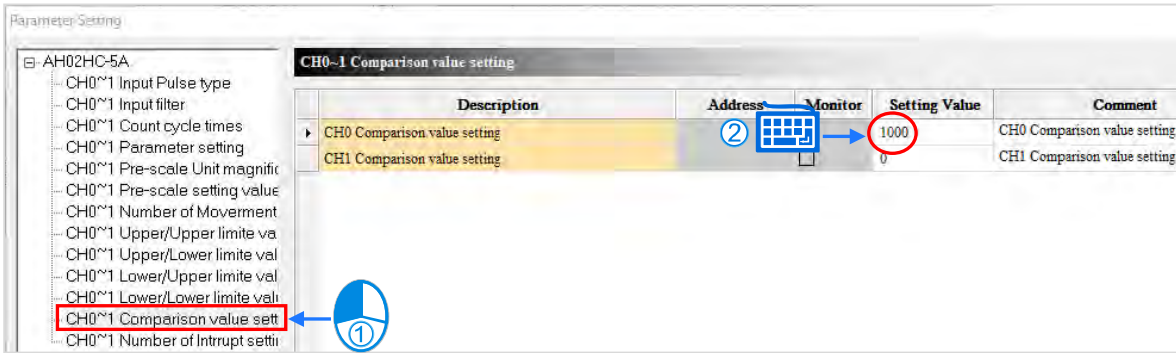 Parameter Setting
AH02HC-5A
CH0~1 Input Pulse type
CH0~1 Input filter
CH0~1 Count cycle times
CH0~1 Parameter setting
CH0~1 Pre-scale Unit magnific
CH0~1 Pre-scale setting value
CH0~1 Number of Moverment
CH0~1 Upper/Upper limite va
CH0~1 Upper/Lower limite val
CH0~1 Lower/Upper limite val
CH0~1 Lower/Lower limite valu
CH0~1 Comparison value sett
CH0~1 Number of Intrrupt settin
1
CH0~1 Comparison value setting
Description Address Monitor Setting Value Comment
CH0 Comparison value setting 2 1000 CH0 Comparison value setting
CH1 Comparison value setting 0 CH1 Comparison value setting